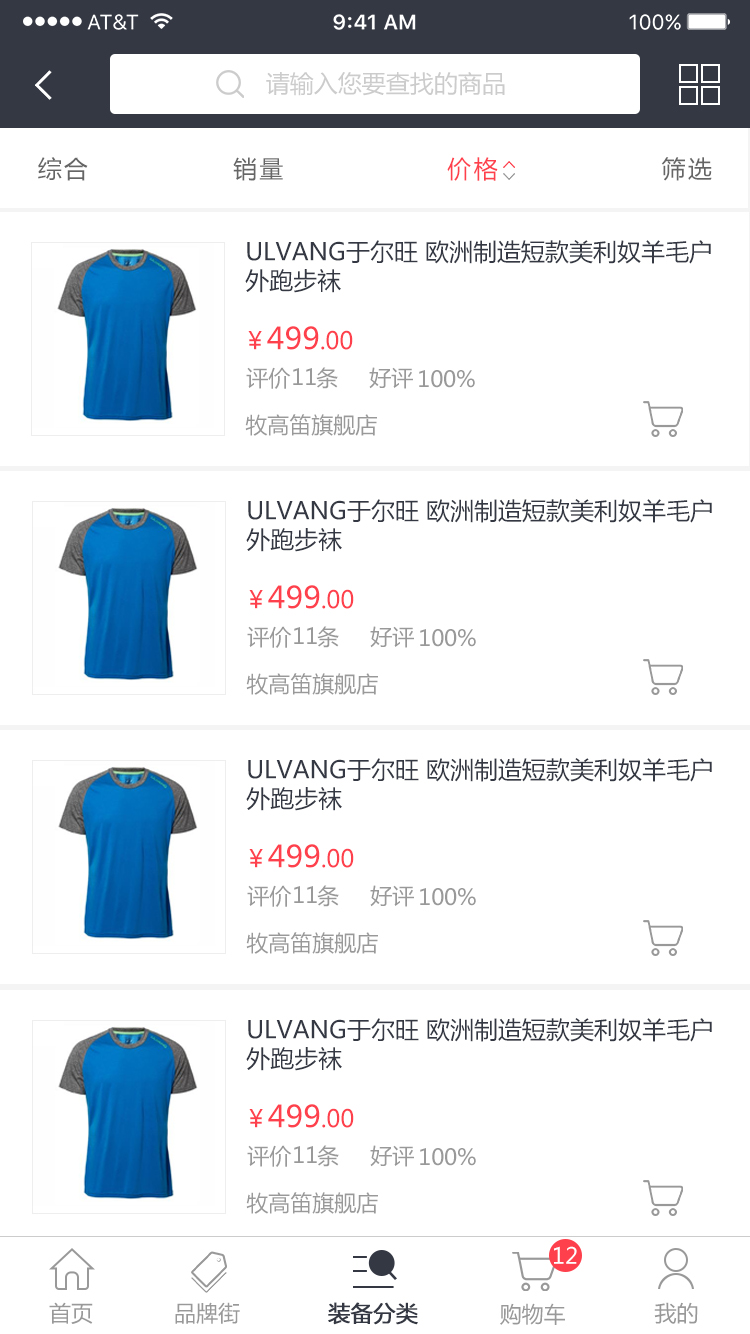 AT&T 9:41 AM 100%
请输入您要查找的商品
综合 销量 价格 筛选
ULVANG于尔旺 欧洲制造短款美利奴羊毛户
外跑步袜
¥499.00
评价11条 好评100%
牧高笛旗舰店
ULVANG于尔旺 欧洲制造短款美利奴羊毛户
外跑步袜
¥499.00
评价11条 好评100%
牧高笛旗舰店
ULVANG于尔旺 欧洲制造短款美利奴羊毛户
外跑步袜
¥499.00
评价11条 好评100%
牧高笛旗舰店
ULVANG于尔旺 欧洲制造短款美利奴羊毛户
外跑步袜
¥499.00
评价11条 好评100%
牧高笛旗舰店
12
首页 品牌街 装备分类 购物车 我的